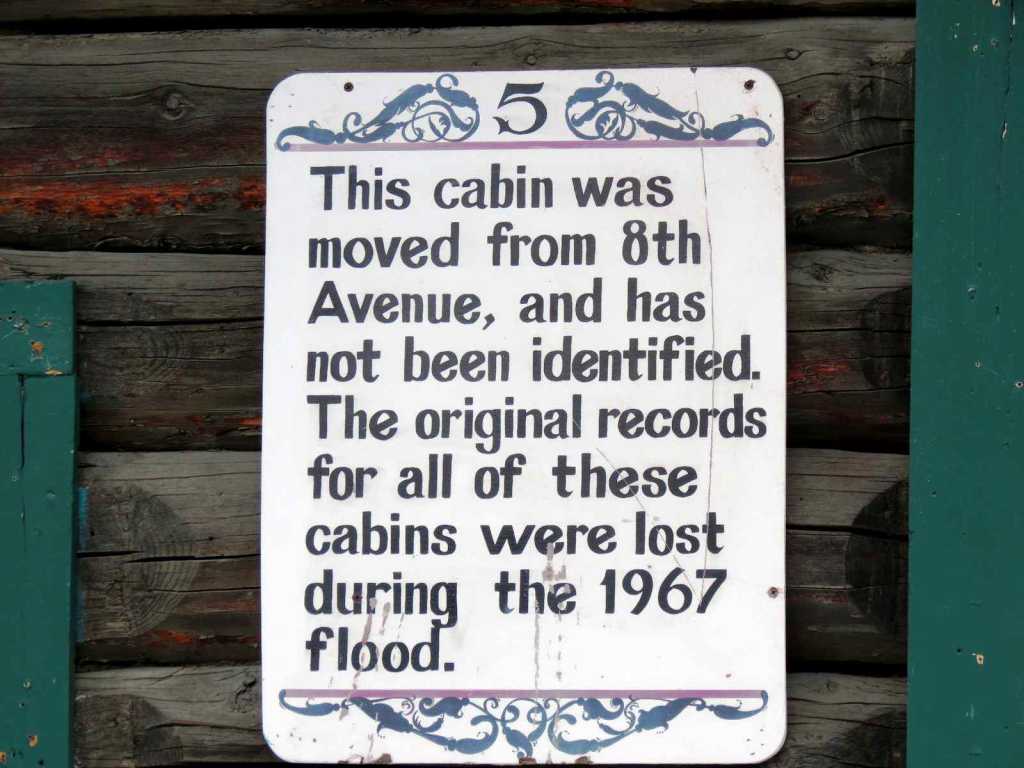 5
This cabin was
moved from 8th
Avenue, and has
not been identified.
The original records
for all of these
cabins were lost
during the 1967
flood.